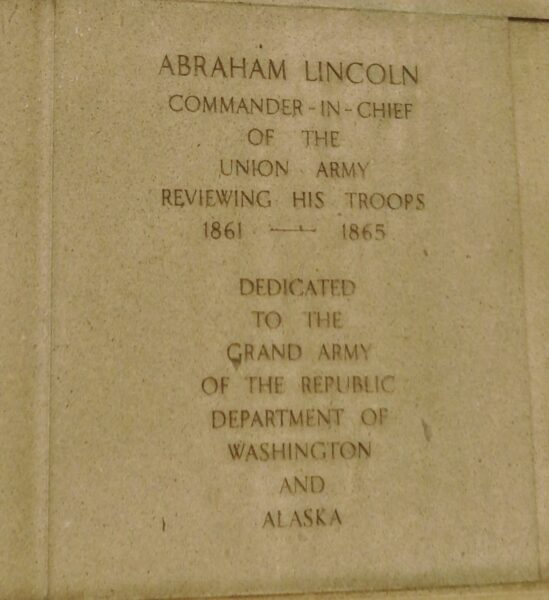 ABRAHAM LINCOLN
COMMANDER-IN-CHIEF
OF THE
UNION ARMY
REVIEWING HIS TROOPS
1861 — 1865
DEDICATED
TO THE
GRAND ARMY
OF THE REPUBLIC
DEPARTMENT OF
WASHINGTON
AND
ALASKA